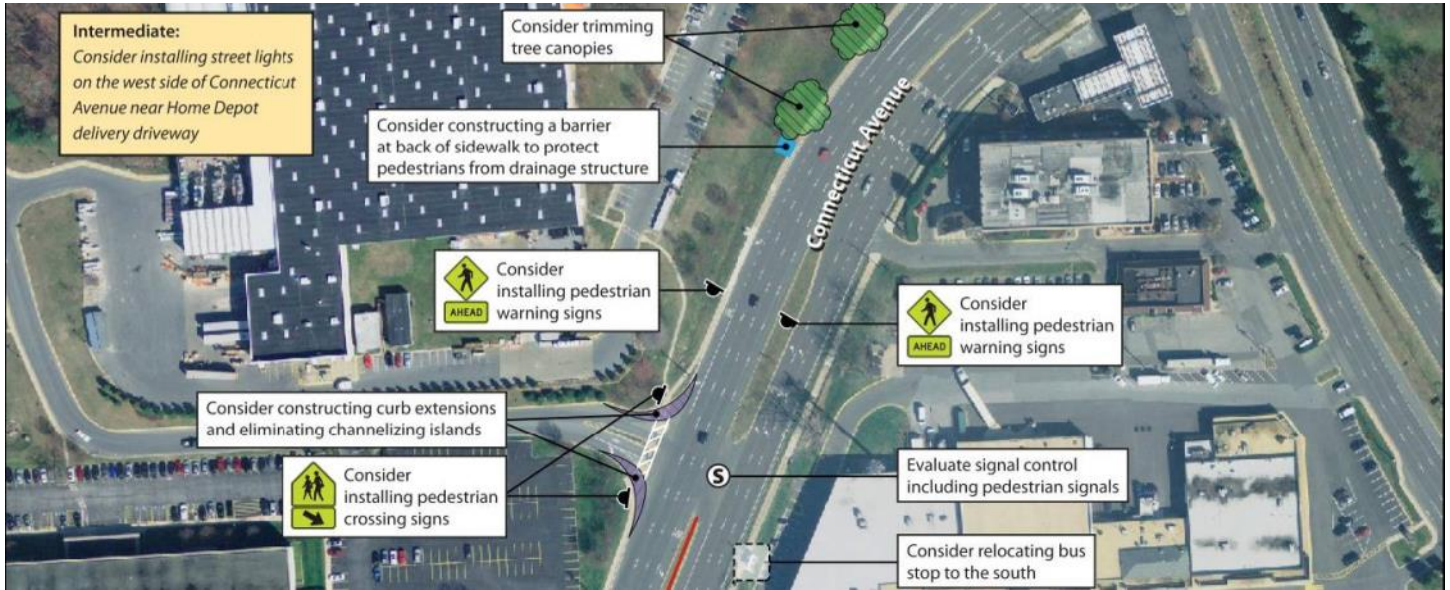 Intermediate:
Consider installing street lights
on the west side of Connecticut
Avenue near Home Depot
delivery driveway
Consider trimming
tree canopies
Consider constructing a barrier
at back of sidewalk to protect
pedestrians from drainage structure
Connecticut Avenue
Consider
installing pedestrian
warning signs
AHEAD
Consider
installing pedestrian
warning signs
AHEAD
Consider constructing curb extensions
and eliminating channelizing islands
Consider
installing pedestrian
crossing signs
S
Evaluate signal control
including pedestrian signals
Consider relocating bus
stop to the south